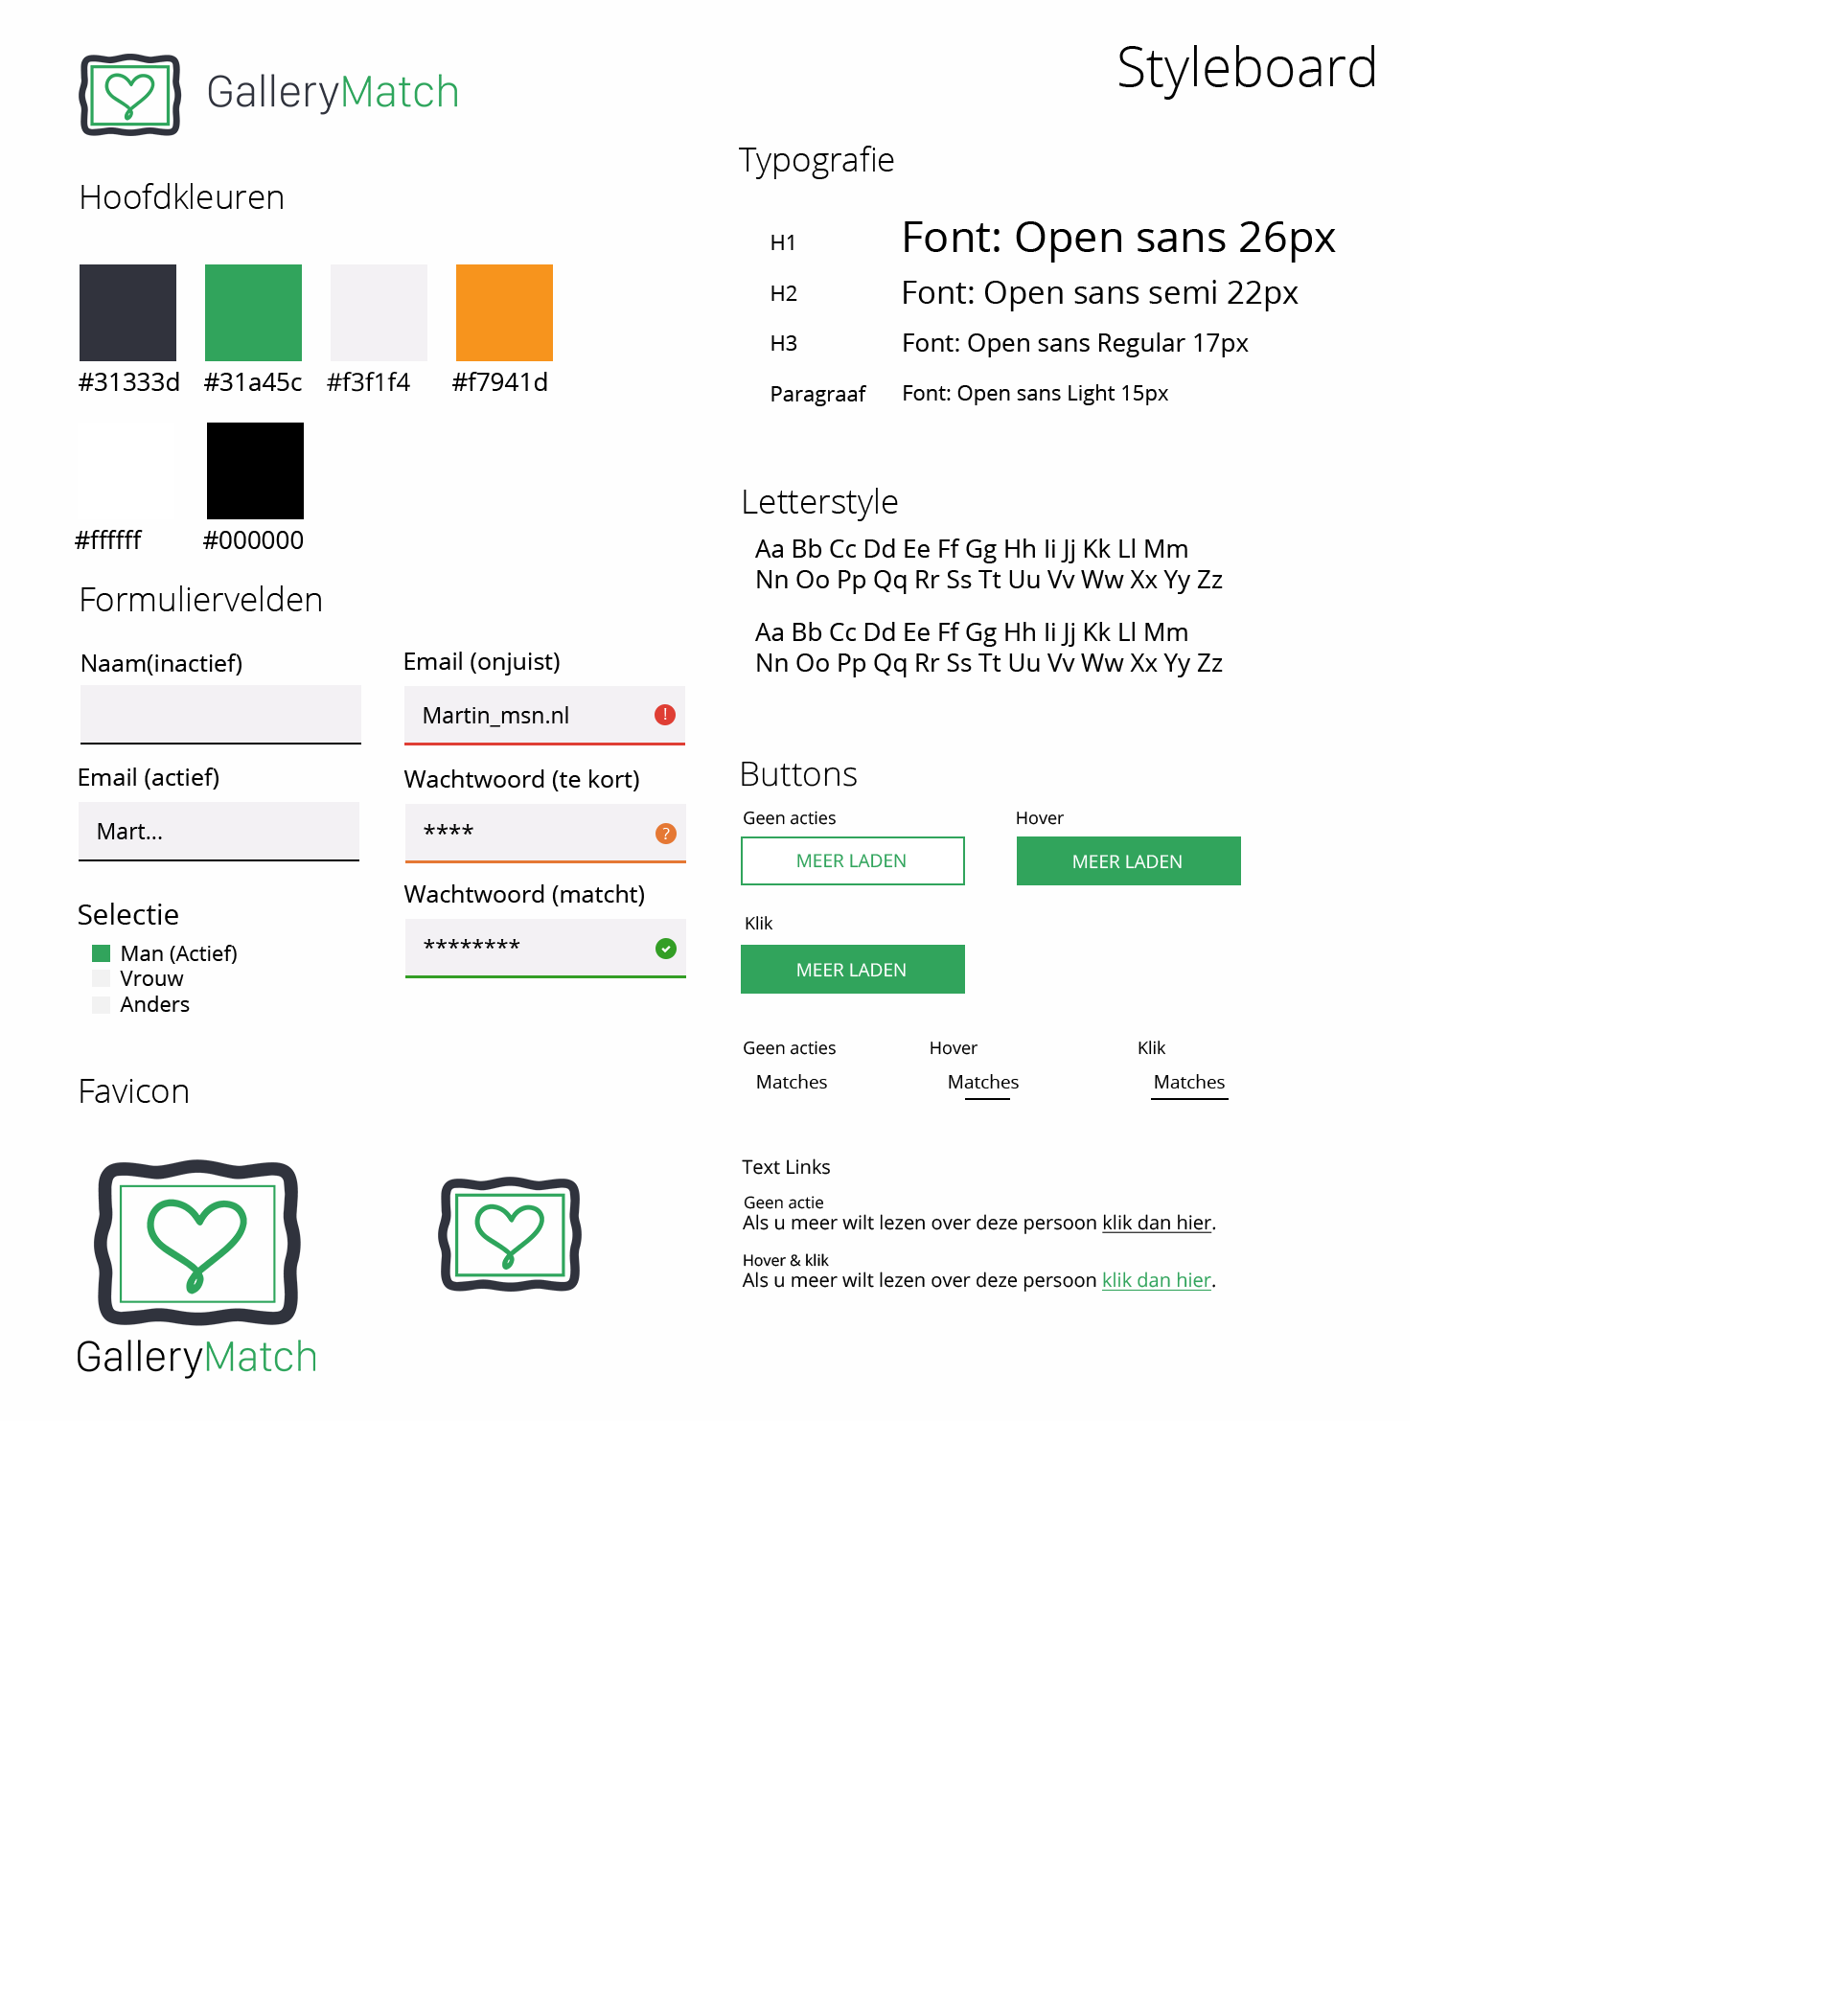 GalleryMatch
Styleboard
Hoofdkleuren
#31333d #31a45c #f3f1f4 #f7941d
#ffffff #000000
Formuliervelden
Naam(inactief)
Email (actief)
Mart...
Selectie
Man (Actief)
Vrouw
Anders
Email (onjuist)
Martin_msn.nl
!
Wachtwoord (te kort)
****
?
Wachtwoord (matcht)
********
Favicon
GalleryMatch
Typografie
H1 Font: Open sans 26px
H2 Font: Open sans semi 22px
H3 Font: Open sans Regular 17px
Paragraaf Font: Open sans Light 15px
Letterstyle
Aa Bb Cc Dd Ee Ff Gg Hh Ii Jj Kk Ll Mm
Nn Oo Pp Qq Rr Ss Tt Uu Vv Ww Xx Yy Zz
Aa Bb Cc Dd Ee Ff Gg Hh Ii Jj Kk Ll Mm
Nn Oo Pp Qq Rr Ss Tt Uu Vv Ww Xx Yy Zz
Buttons
Geen acties Hover
MEER LADEN MEER LADEN
Klik
MEER LADEN
Geen acties Hover Klik
Matches Matches Matches
Text Links
Geen actie
Als u meer wilt lezen over deze persoon klik dan hier.
Hover & klik
Als u meer wilt lezen over deze persoon klik dan hier.